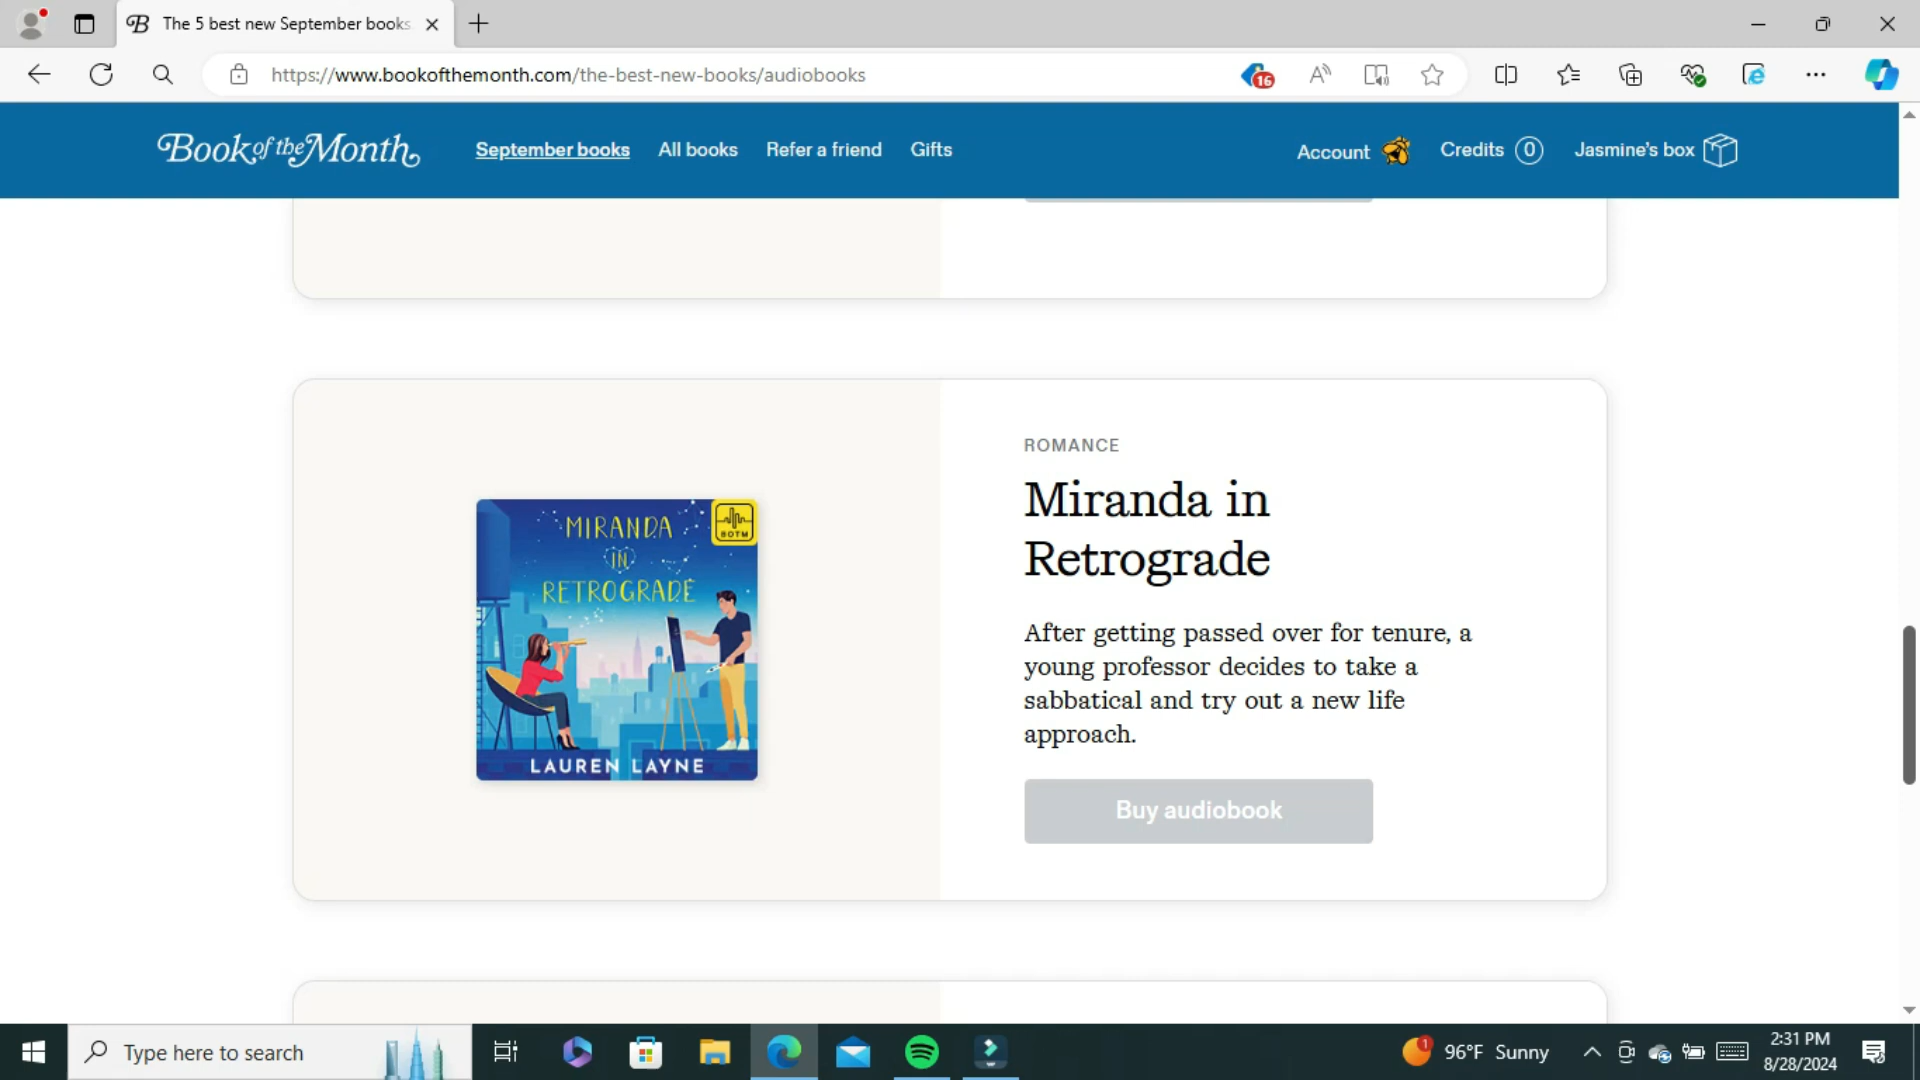 The 5 best new September books
https://www.bookofthemonth.com/the-best-new-books/audiobooks
16
Book of the Month
September books
All books
Refer a friend
Gifts
Account
Credits 0
Jasmine's box
ROMANCE
Miranda in
Retrograde
After getting passed over for tenure, a
young professor decides to take a
sabbatical and try out a new life
approach.
Buy audiobook
MIRANDA
IN
RETROGRADE
BOTM
LAUREN LAYNE
Type here to search
1
96°F Sunny
2:31 PM
8/28/2024